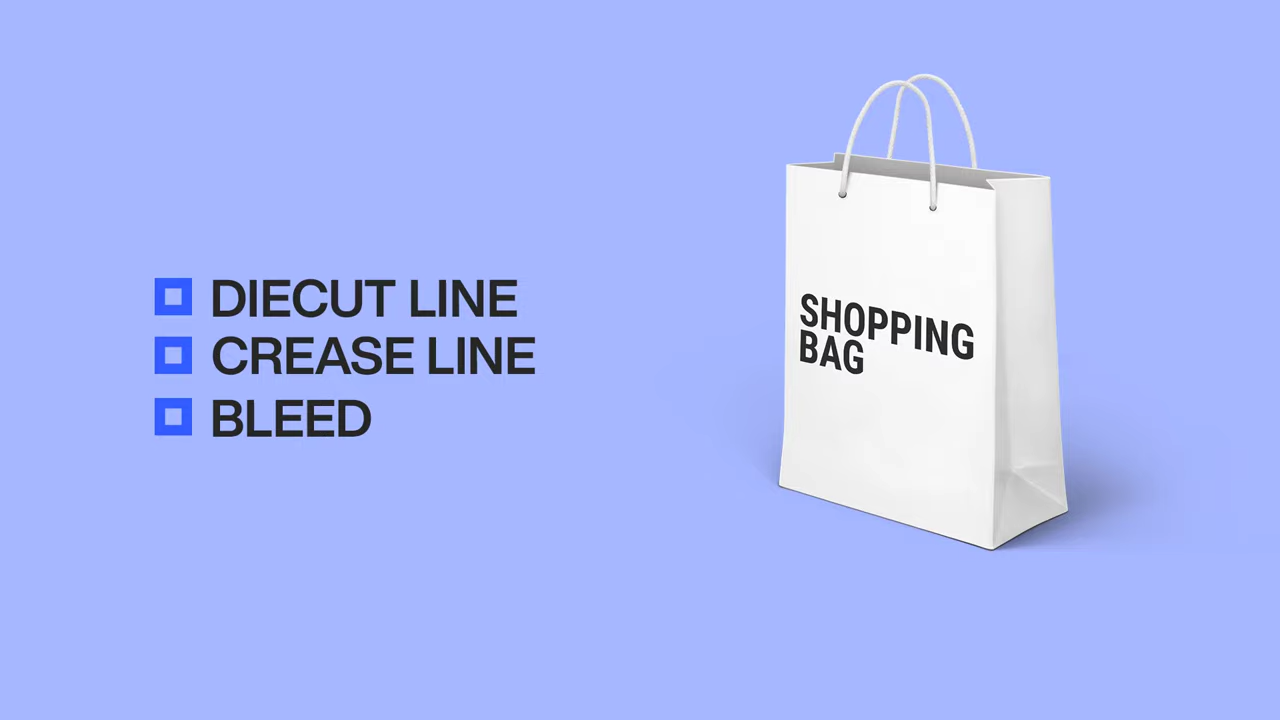 DIECUT LINE
CREASE LINE
BLEED
SHOPPING
BAG